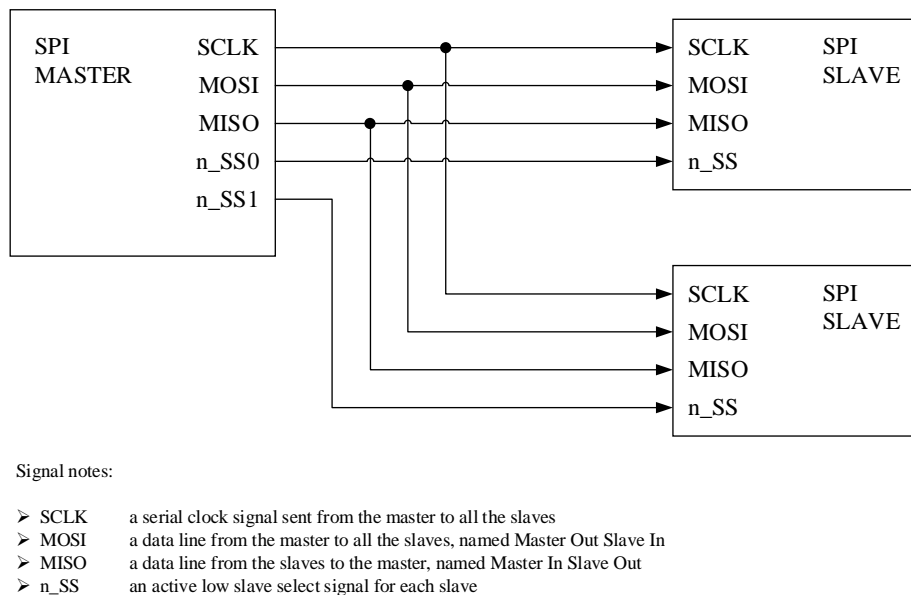 SPI
MASTER
SCLK
MOSI
MISO
n_SS0
n_SS1
SCLK
MOSI
MISO
n_SS
SPI
SLAVE
SCLK
MOSI
MISO
n_SS
SPI
SLAVE
Signal notes:
➢ SCLK a serial clock signal sent from the master to all the slaves
➢ MOSI a data line from the master to all the slaves, named Master Out Slave In
➢ MISO a data line from the slaves to the master, named Master In Slave Out
➢ n_SS an active low slave select signal for each slave